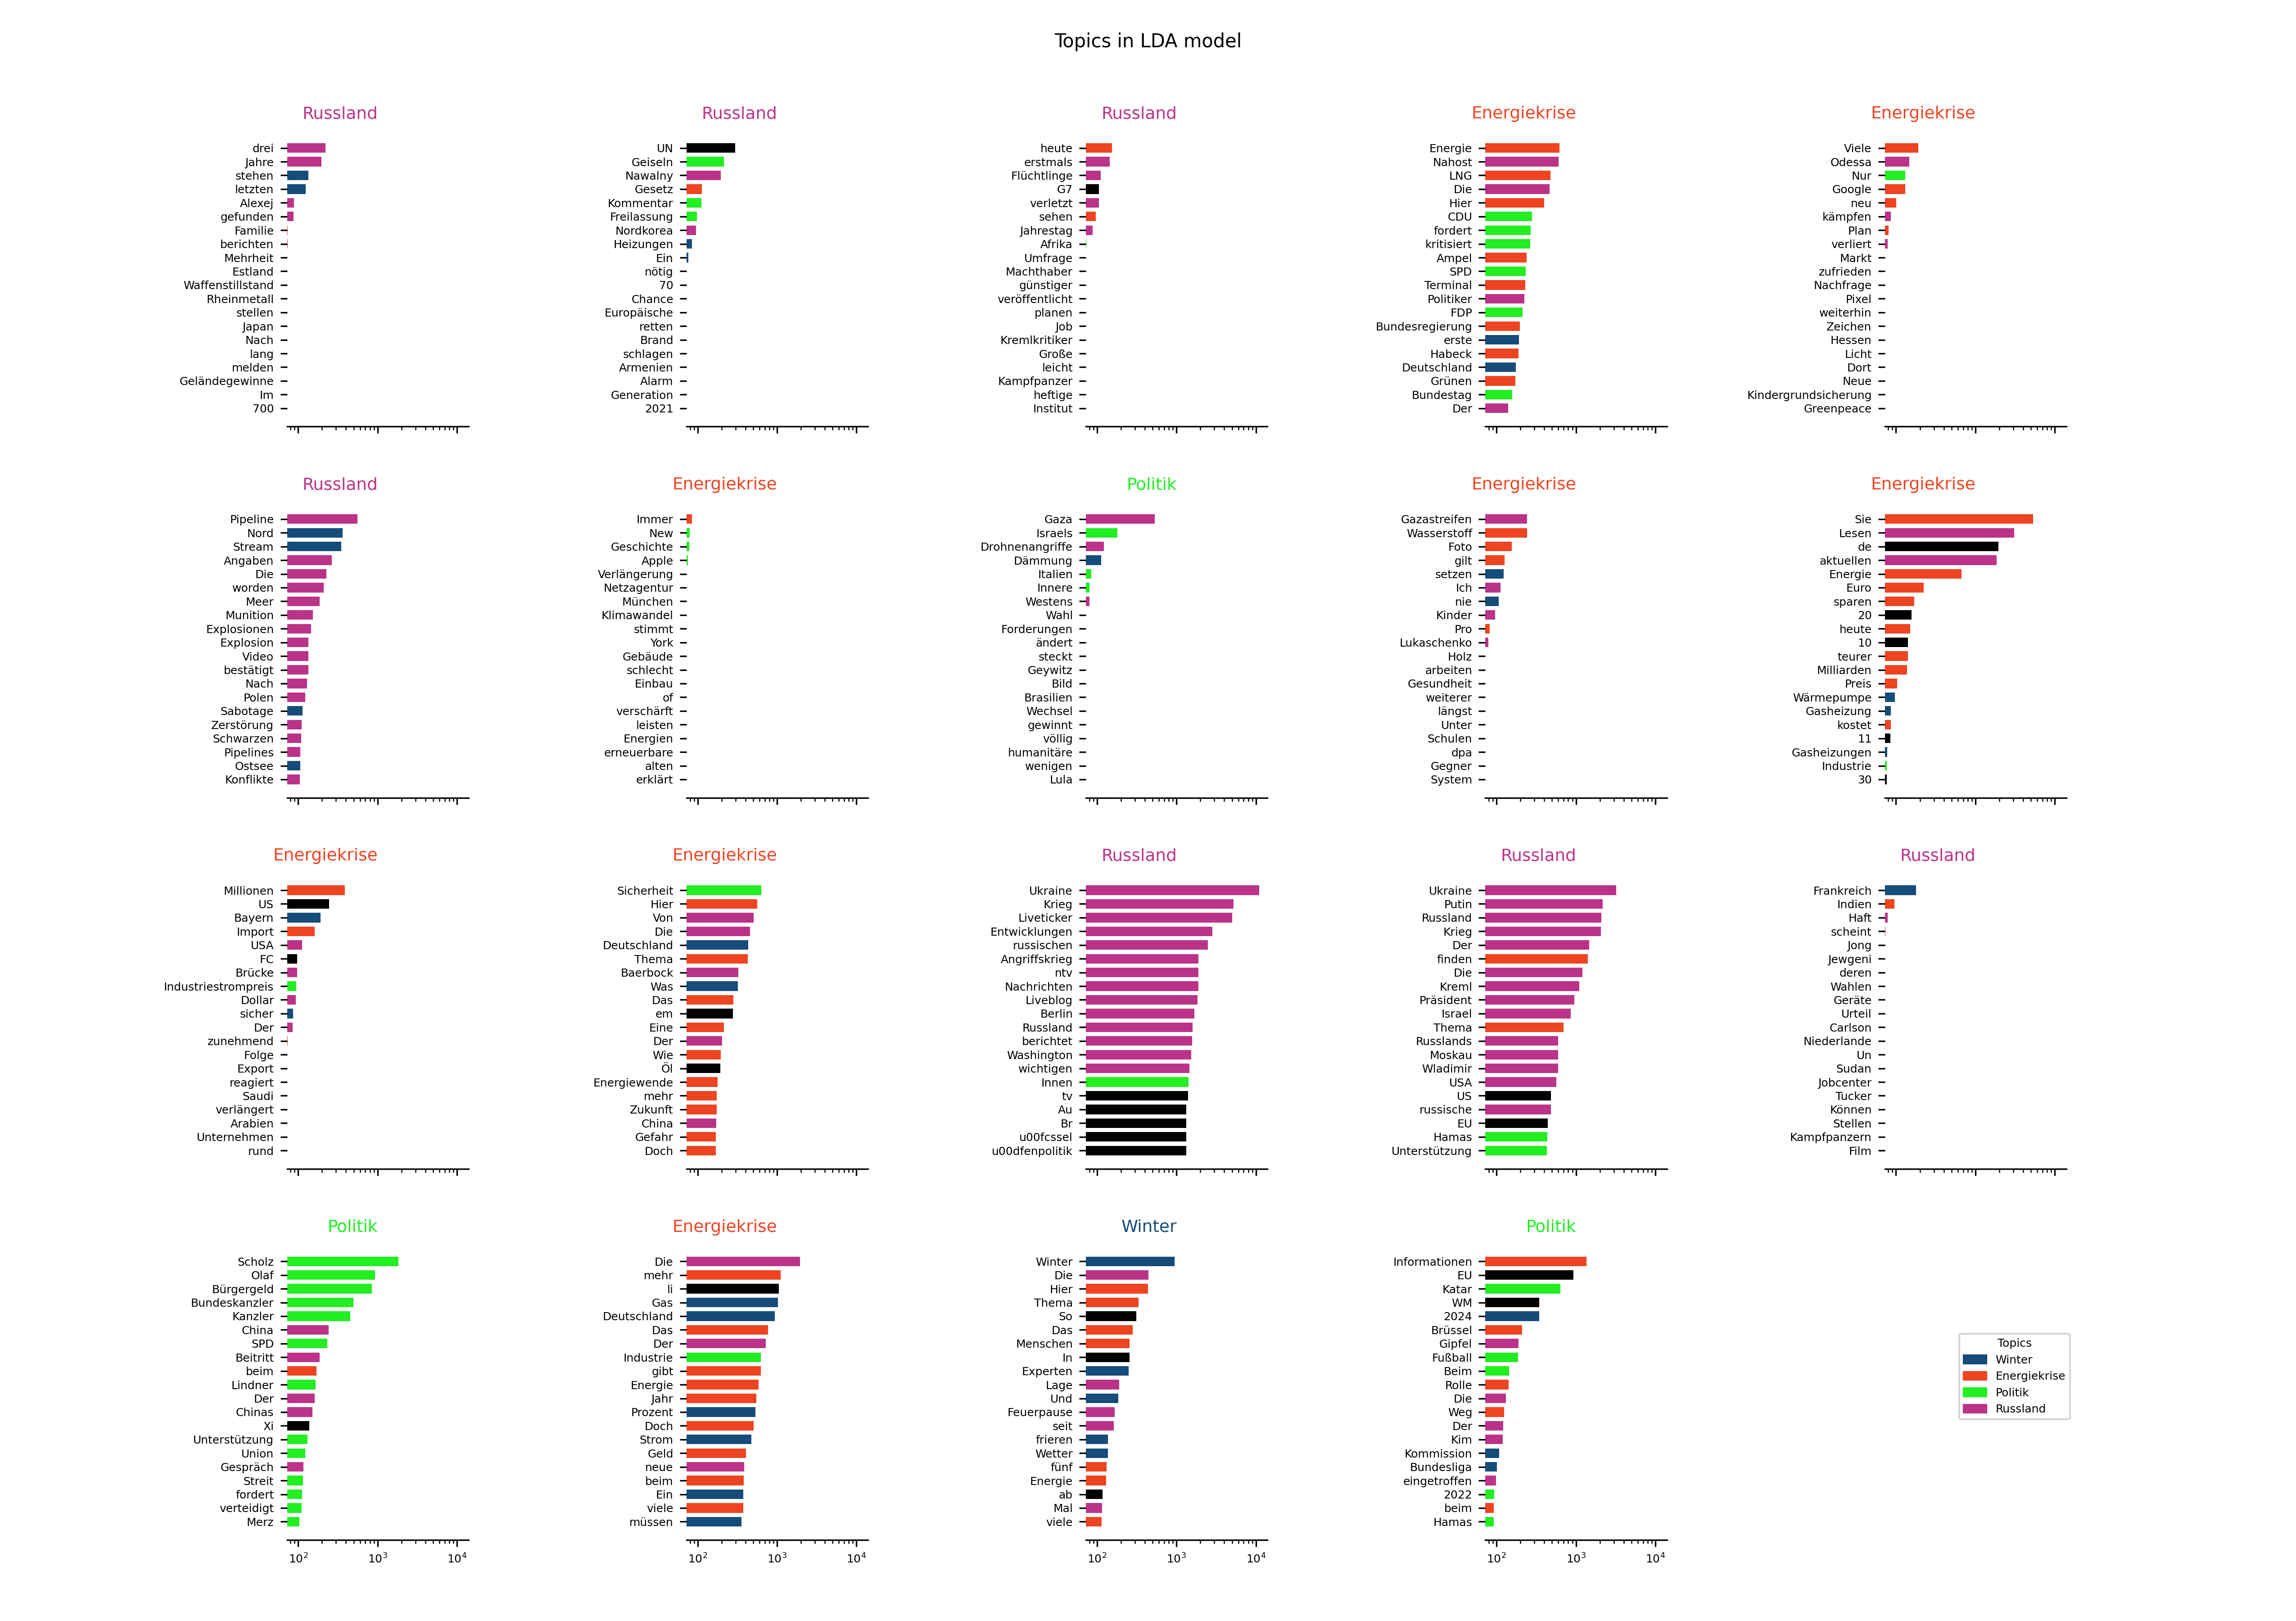 Topics in LDA model
Russland
drei
Jahre
stehen
letzten
Alexej
gefunden
Familie
berichten
Mehrheit
Estland
Waffenstillstand
Rheinmetall
stellen
Japan
Nach
lang
melden
Geländegewinne
Im
700
Russland
UN
Geiseln
Nawalny
Gesetz
Kommentar
Freilassung
Nordkorea
Heizungen
Ein
nötig
70
Chance
Europäische
retten
Brand
schlagen
Armenien
Alarm
Generation
2021
Russland
heute
erstmals
Flüchtlinge
G7
verletzt
sehen
Jahrestag
Afrika
Umfrage
Machthaber
günstiger
veröffentlicht
planen
Job
Kremlkritiker
Große
leicht
Kampfpanzer
heftige
Institut
Energiekrise
Energie
Nahost
LNG
Die
Hier
CDU
fordert
kritisiert
Ampel
SPD
Terminal
Politiker
FDP
Bundesregierung
erste
Habeck
Deutschland
Grünen
Bundestag
Der
Energiekrise
Viele
Odessa
Nur
Google
neu
kämpfen
Plan
verliert
Markt
zufrieden
Nachfrage
Pixel
weiterhin
Zeichen
Hessen
Licht
Dort
Neue
Kindergrundsicherung
Greenpeace
Russland
Pipeline
Nord
Stream
Angaben
Die
worden
Meer
Munition
Explosionen
Explosion
Video
bestätigt
Nach
Polen
Sabotage
Zerstörung
Schwarzen
Pipelines
Ostsee
Konflikte
Energiekrise
Immer
New
Geschichte
Apple
Verlängerung
Netzagentur
München
Klimawandel
stimmt
York
Gebäude
schlecht
Einbau
of
verschärft
leisten
Energien
erneuerbare
alten
erklärt
Politik
Gaza
Israels
Drohnenangriffe
Dämmung
Italien
Innere
Westens
Wahl
Forderungen
ändert
steckt
Geywitz
Bild
Brasilien
Wechsel
gewinnt
völlig
humanitäre
wenigen
Lula
Energiekrise
Gazastreifen
Wasserstoff
Foto
gilt
setzen
Ich
nie
Kinder
Pro
Lukaschenko
Holz
arbeiten
Gesundheit
weiterer
längst
Unter
Schulen
dpa
Gegner
System
Energiekrise
Sie
Lesen
de
aktuellen
Energie
Euro
sparen
20
heute
10
teurer
Milliarden
Preis
Wärmepumpe
Gasheizung
kostet
11
Gasheizungen
Industrie
30
Energiekrise
Millionen
US
Bayern
Import
USA
FC
Brücke
Industriestrompreis
Dollar
sicher
Der
zunehmend
Folge
Export
reagiert
Saudi
verlängert
Arabien
Unternehmen
rund
Energiekrise
Sicherheit
Hier
Von
Die
Deutschland
Thema
Baerbock
Was
Das
em
Eine
Der
Wie
Öl
Energiewende
mehr
Zukunft
China
Gefahr
Doch
Russland
Ukraine
Krieg
Liveticker
Entwicklungen
russischen
Angriffskrieg
ntv
Nachrichten
Liveblog
Berlin
Russland
berichtet
Washington
wichtigen
Innen
tv
Au
Br
u00fcssel
u00dfenpolitik
Russland
Ukraine
Putin
Russland
Krieg
Der
finden
Die
Kreml
Präsident
Israel
Thema
Russlands
Moskau
Wladimir
USA
US
russische
EU
Hamas
Unterstützung
Russland
Frankreich
Indien
Haft
scheint
Jong
Jewgeni
deren
Wahlen
Geräte
Urteil
Carlson
Niederlande
Un
Sudan
Jobcenter
Tucker
Können
Stellen
Kampfpanzern
Film
Politik
Scholz
Olaf
Bürgergeld
Bundeskanzler
Kanzler
China
SPD
Beitritt
beim
Lindner
Der
Chinas
Xi
Unterstützung
Union
Gespräch
Streit
fordert
verteidigt
Merz
10² 10³ 10⁴
Energiekrise
Die
mehr
li
Gas
Deutschland
Das
Der
Industrie
gibt
Energie
Jahr
Prozent
Doch
Strom
Geld
neue
beim
Ein
viele
müssen
10² 10³ 10⁴
Winter
Winter
Die
Hier
Thema
So
Das
Menschen
In
Experten
Lage
Und
Feuerpause
seit
frieren
Wetter
fünf
Energie
ab
Mal
viele
10² 10³ 10⁴
Politik
Informationen
EU
Katar
WM
2024
Brüssel
Gipfel
Fußball
Beim
Rolle
Die
Weg
Der
Kim
Kommission
Bundesliga
eingetroffen
2022
beim
Hamas
10² 10³ 10⁴
Topics
Winter
Energiekrise
Politik
Russland